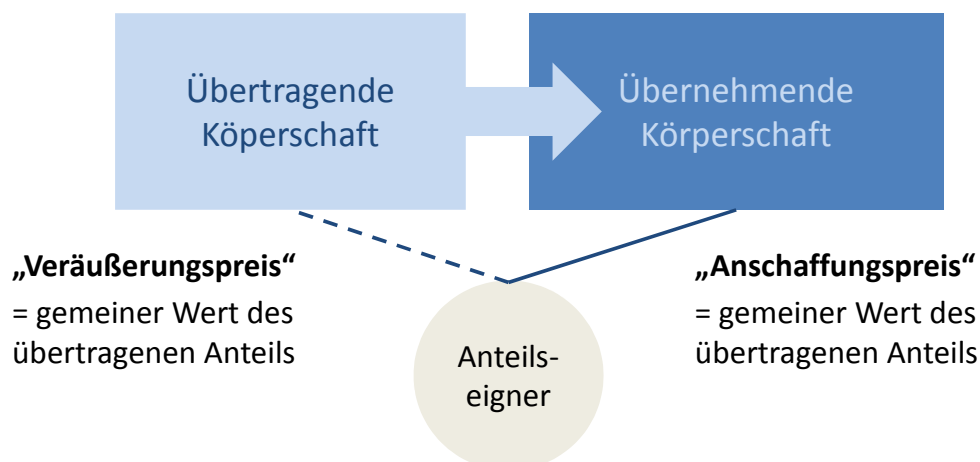 Übertragende
Köperschaft
Übernehmende
Körperschaft
„Veräußerungspreis“
= gemeiner Wert des
übertragenen Anteils
„Anschaffungspreis“
= gemeiner Wert des
übertragenen Anteils
Anteils-
eigner